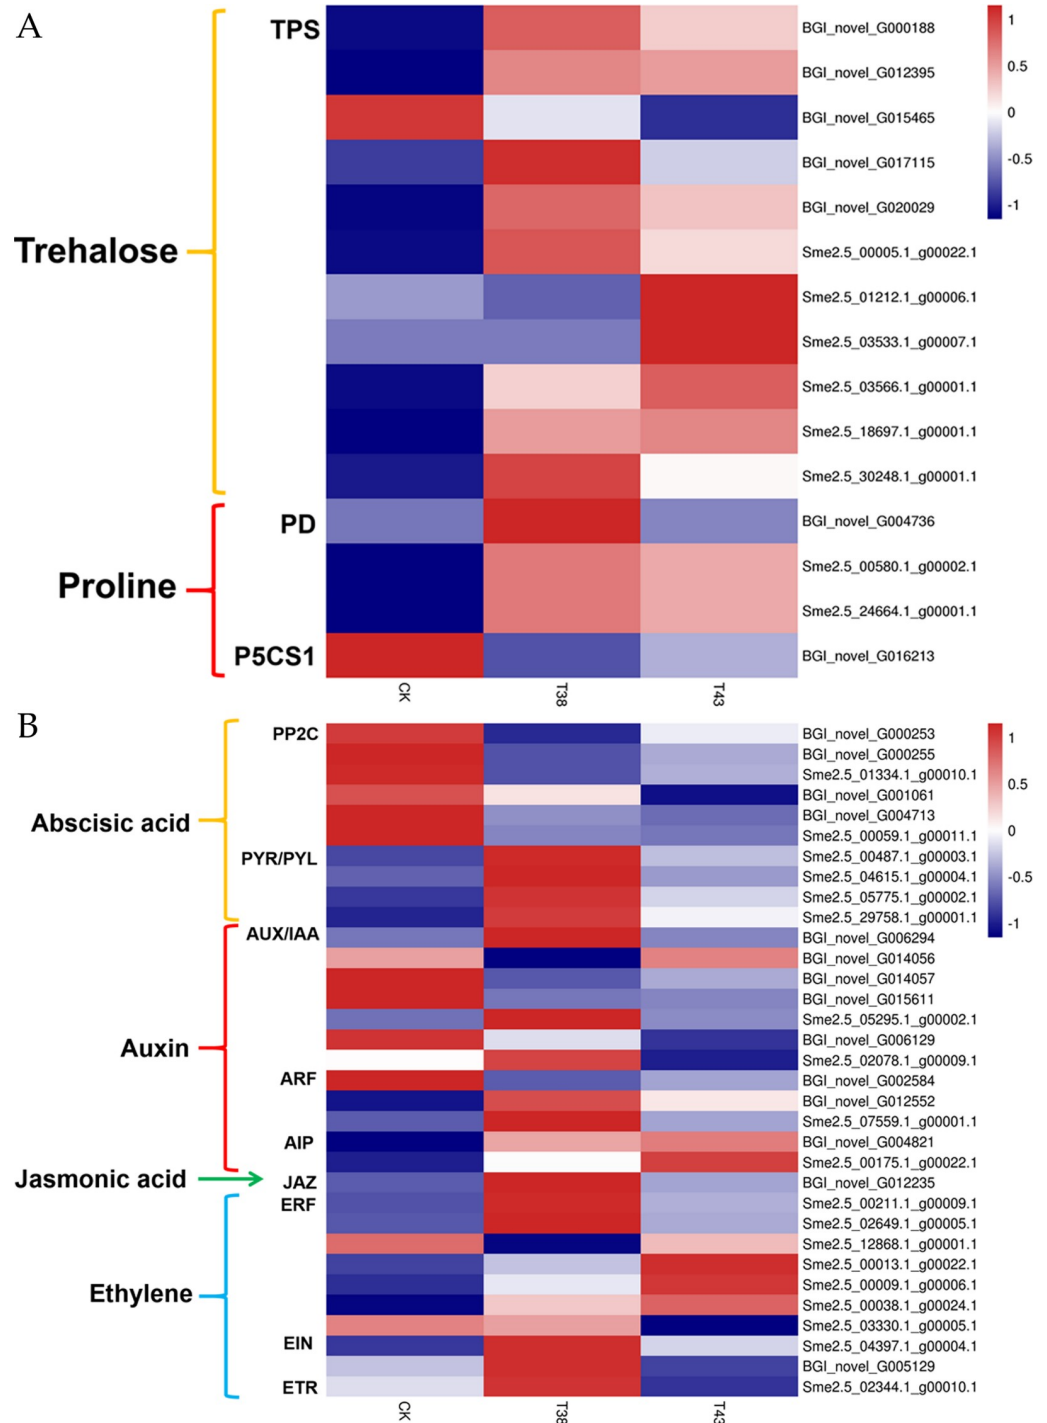 A
TPS
Trehalose
PD
Proline
P5CS1
BGI_novel_G000188
BGI_novel_G012395
BGI_novel_G015465
BGI_novel_G017115
BGI_novel_G020029
Sme2.5_00005.1_g00022.1
Sme2.5_01212.1_g00006.1
Sme2.5_03533.1_g00007.1
Sme2.5_03566.1_g00001.1
Sme2.5_18697.1_g00001.1
Sme2.5_30248.1_g00001.1
BGI_novel_G004736
Sme2.5_00580.1_g00002.1
Sme2.5_24664.1_g00001.1
BGI_novel_G016213
1
0.5
0
-0.5
-1
CK
T38
T43
B
PP2C
Abscisic acid
PYR/PYL
AUX/IAA
Auxin
ARF
AIP
Jasmonic acid
JAZ
ERF
Ethylene
EIN
ETR
BGI_novel_G000253
BGI_novel_G000255
Sme2.5_01334.1_g00010.1
BGI_novel_G001061
BGI_novel_G004713
Sme2.5_00059.1_g00011.1
Sme2.5_00487.1_g00003.1
Sme2.5_04615.1_g00004.1
Sme2.5_05775.1_g00002.1
Sme2.5_29758.1_g00001.1
BGI_novel_G006294
BGI_novel_G014056
BGI_novel_G014057
BGI_novel_G015611
Sme2.5_05295.1_g00002.1
BGI_novel_G006129
Sme2.5_02078.1_g00009.1
BGI_novel_G002584
BGI_novel_G012552
Sme2.5_07559.1_g00001.1
BGI_novel_G004821
Sme2.5_00175.1_g00022.1
BGI_novel_G012235
Sme2.5_00211.1_g00009.1
Sme2.5_02649.1_g00005.1
Sme2.5_12868.1_g00001.1
Sme2.5_00013.1_g00022.1
Sme2.5_00009.1_g00006.1
Sme2.5_00038.1_g00024.1
Sme2.5_03330.1_g00005.1
Sme2.5_04397.1_g00004.1
BGI_novel_G005129
Sme2.5_02344.1_g00010.1
1
0.5
0
-0.5
-1
CK
T38
T43